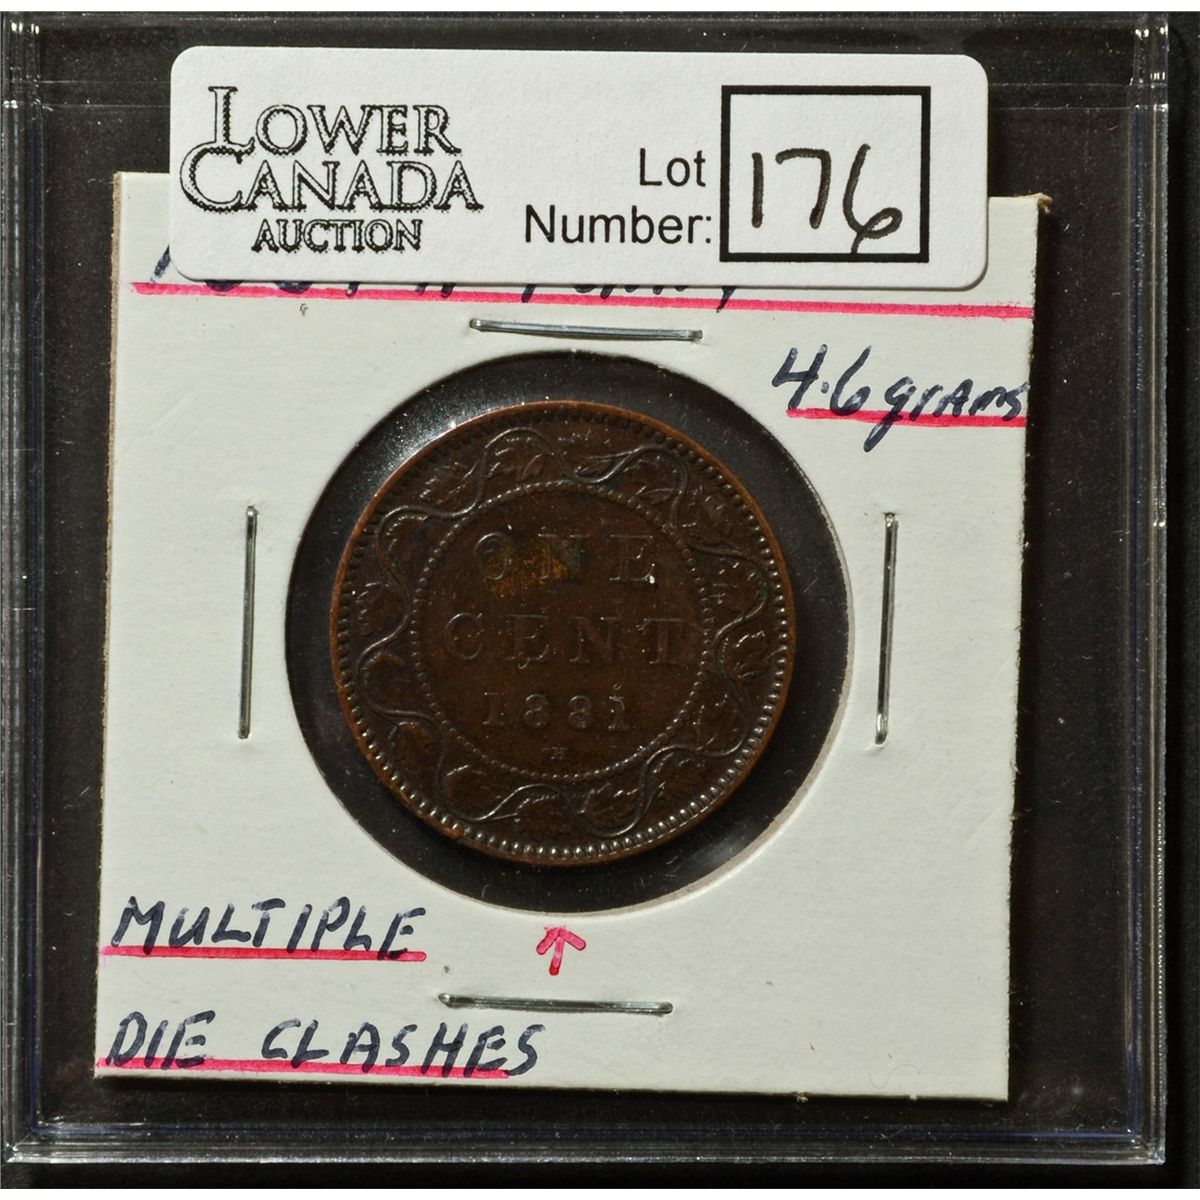 LOWER
CANADA
AUCTION
Lot
Number:
176
4.6 grams
ONE
CENT
1881
H
MULTIPLE
DIE CLASHES